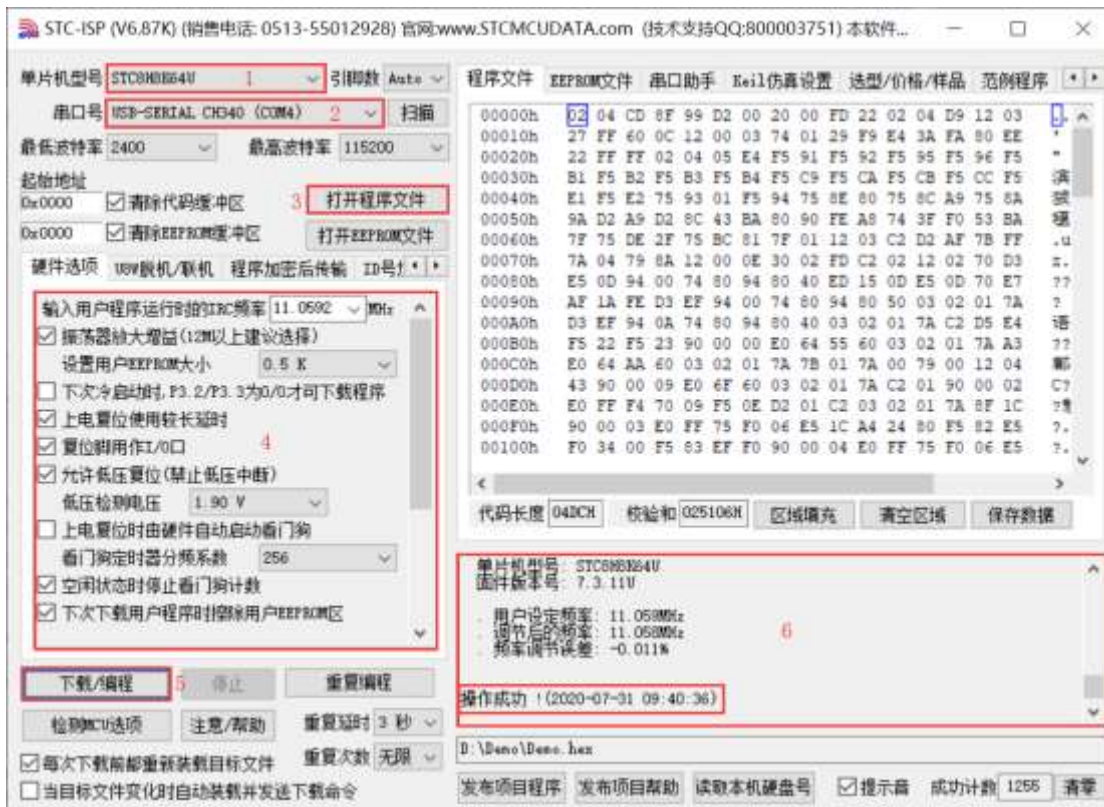 STC-ISP (V6.87K) (销售电话: 0513-55012928) 官网:www.STCMCUDATA.com (技术支持QQ:800003751) 本软件...
单片机型号 STC8H8K64U 1 引脚数 Auto
串口号 USB-SERIAL CH340 (COM4) 2 扫描
最低波特率 2400 最高波特率 115200
起始地址
0x0000 清除代码缓冲区 3 打开程序文件
0x0000 清除EEPROM缓冲区 打开EEPROM文件
硬件选项 U8W脱机/联机 程序加密后传输 ID号
输入用户程序运行时的IRC频率 11.0592 MHz
振荡器放大增益(12M以上建议选择)
设置用户EEPROM大小 0.5 K
下次冷启动时,P3.2/P3.3为0/0才可下载程序
上电复位使用较长延时
复位脚用作I/O口 4
允许低压复位(禁止低压中断)
低压检测电压 1.90 V
上电复位时由硬件自动启动看门狗
看门狗定时器分频系数 256
空闲状态时停止看门狗计数
下次下载用户程序时擦除用户EEPROM区
下载/编程 5 停止 重复编程
检测MCU选项 注意/帮助 重复延时 3 秒
每次下载前都重新装载目标文件 重复次数 无限
当目标文件变化时自动装载并发送下载命令
程序文件 EEPROM文件 串口助手 Keil仿真设置 选型/价格/样品 范例程序
00000h 02 04 CD 8F 99 D2 00 20 00 FD 22 02 04 D9 12 03
00010h 27 FF 60 0C 12 00 03 74 01 29 F9 E4 3A FA 80 EE
00020h 22 FF FF 02 04 05 E4 F5 91 F5 92 F5 95 F5 96 F5
00030h B1 F5 B2 F5 B3 F5 B4 F5 C9 F5 CA F5 CB F5 CC F5
00040h E1 F5 E2 75 93 01 F5 94 75 8E 80 75 8C A9 75 8A
00050h 9A D2 A9 D2 8C 43 BA 80 90 FE A8 74 3F F0 53 BA
00060h 7F 75 DE 2F 75 BC 81 7F 01 12 03 C2 D2 AF 7B FF .u
00070h 7A 04 79 8A 12 00 0E 30 02 FD C2 02 12 02 70 D3 z.
00080h E5 0D 94 00 74 80 94 80 40 ED 15 0D E5 0D 70 E7 ??
00090h AF 1A FE D3 EF 94 00 74 80 94 80 50 03 02 01 7A ?
000A0h D3 EF 94 0A 74 80 94 80 40 03 02 01 7A C2 D5 E4 语
000B0h F5 22 F5 23 90 00 00 E0 64 55 60 03 02 01 7A A3 ??
000C0h E0 64 AA 60 03 02 01 7A 7B 01 7A 00 79 00 12 04
000D0h 43 90 00 09 E0 6F 60 03 02 01 7A C2 01 90 00 02 C?
000E0h E0 FF F4 70 09 F5 0E D2 01 C2 03 02 01 7A 8F 1C
000F0h 90 00 03 E0 FF 75 F0 06 E5 1C A4 24 80 F5 82 E5 ?.
00100h F0 34 00 F5 83 EF F0 90 00 04 E0 FF 75 F0 06 E5 ?.
代码长度 04DCH 校验和 025106H 区域填充 清空区域 保存数据
单片机型号: STC8H8K64U
固件版本号: 7.3.11U
. 用户设定频率: 11.059MHz
. 调节后的频率: 11.058MHz
. 频率调节误差: -0.011%
6
操作成功 !(2020-07-31 09:40:36)
D:\Demo\Demo.hex
发布项目程序 发布项目帮助 读取本机硬盘号 提示音 成功计数 1255 清零